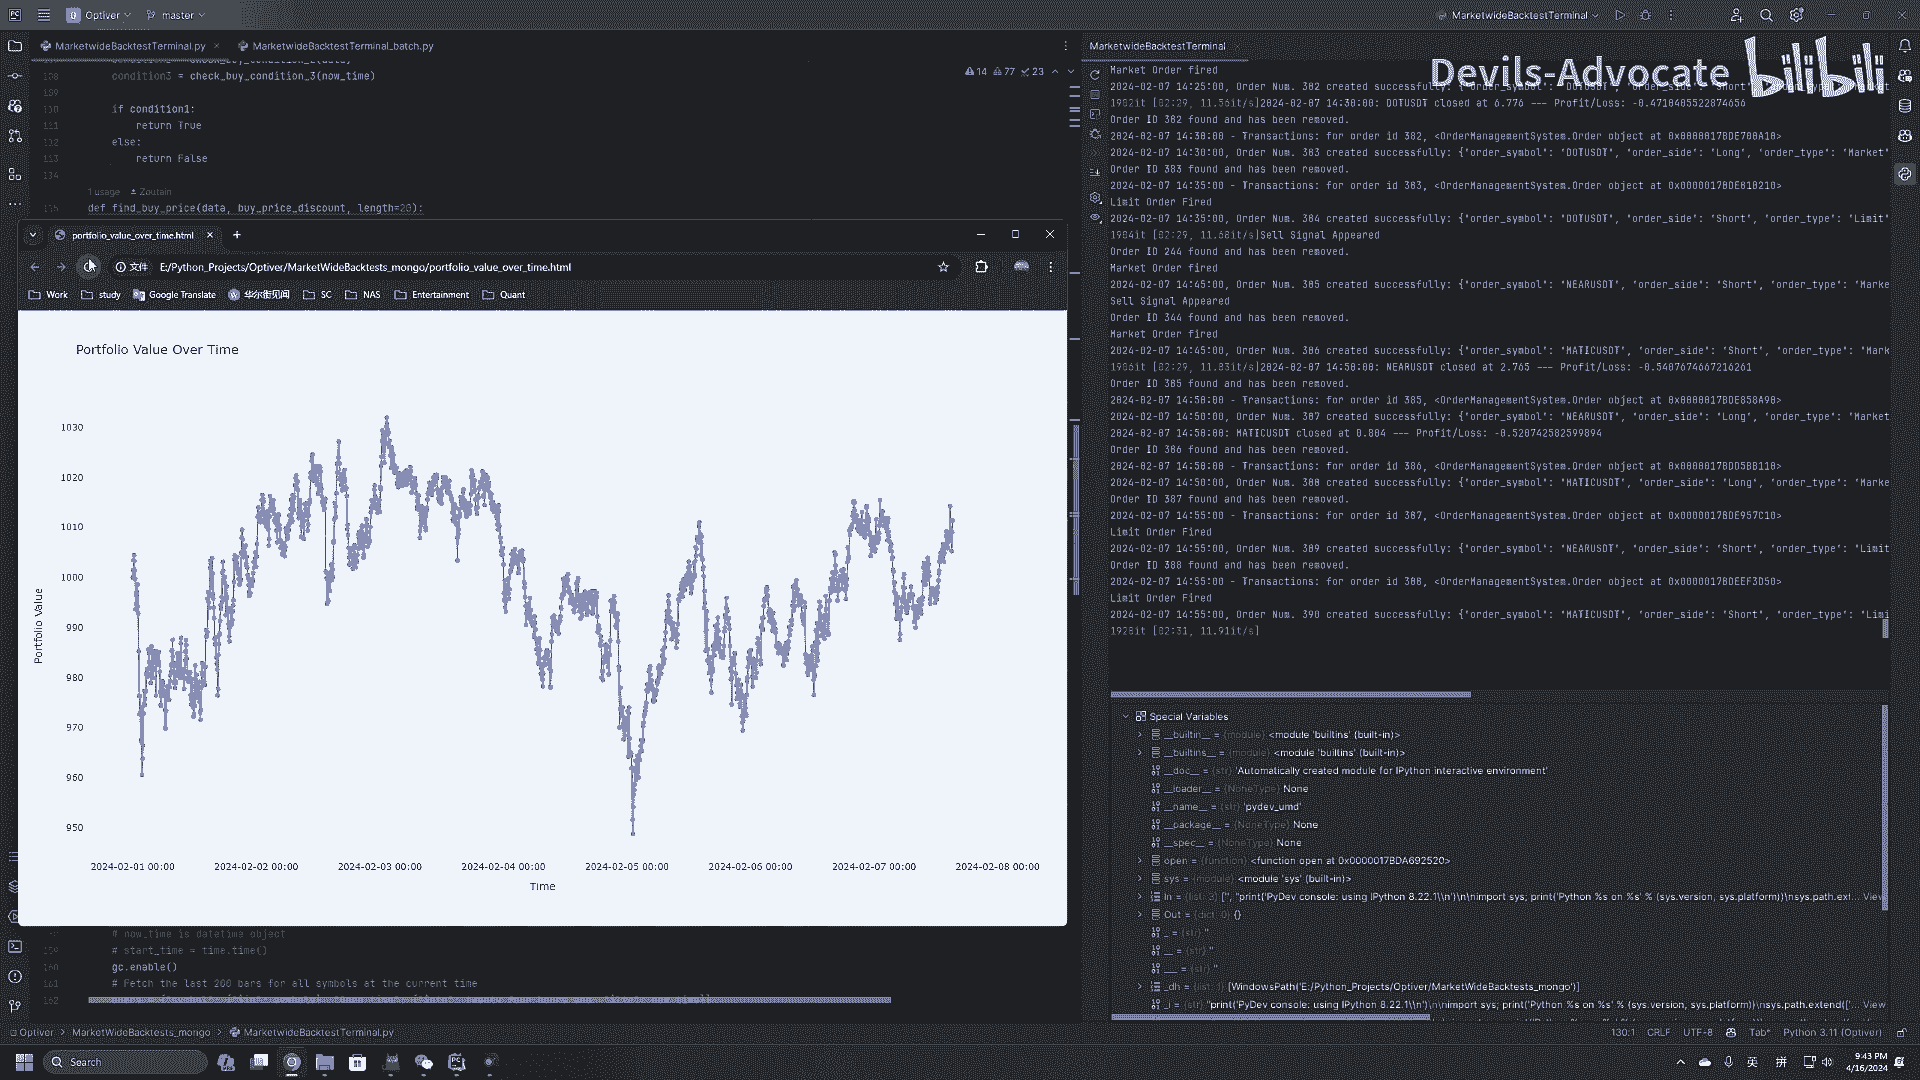 Optiver
master
MarketwideBacktestTerminal
MarketwideBacktestTerminal.py
MarketwideBacktestTerminal_batch.py
condition3 = check_buy_condition_3(now_time)
14 77 23
if condition1:
return True
else:
return False
1 usage Zoutain
def find_buy_price(data, buy_price_discount, length=20):
portfolio_value_over_time.html
文件 E:/Python_Projects/Optiver/MarketWideBacktests_mongo/portfolio_value_over_time.html
Work study Google Translate 华尔街见闻 SC NAS Entertainment Quant
Portfolio Value Over Time
1030
1020
1010
1000
990
980
970
960
950
Portfolio Value
2024-02-01 00:00 2024-02-02 00:00 2024-02-03 00:00 2024-02-04 00:00 2024-02-05 00:00 2024-02-06 00:00 2024-02-07 00:00 2024-02-08 00:00
Time
# now_time is datetime object
159 # start_time = time.time()
160 gc.enable()
161 # Fetch the last 200 bars for all symbols at the current time
162
MarketwideBacktestTerminal
Devils-Advocate bilibili
Market Order fired
2024-02-07 14:25:00, Order Num. 382 created successfully:
1902it [02:29, 11.36it/s]2024-02-07 14:30:00: DOTUSDT closed at 6.776 --- Profit/Loss: -0.4710405522874656
Order ID 382 found and has been removed.
2024-02-07 14:30:00 - Transactions: for order id 382, <OrderManagementSystem.Order object at 0x0000017BDE700A10>
2024-02-07 14:30:00, Order Num. 383 created successfully: {'order_symbol': 'DOTUSDT', 'order_side': 'Long', 'order_type': 'Market'
Order ID 383 found and has been removed.
2024-02-07 14:35:00 - Transactions: for order id 383, <OrderManagementSystem.Order object at 0x0000017BDE81B210>
Limit Order Fired
2024-02-07 14:35:00, Order Num. 384 created successfully: {'order_symbol': 'DOTUSDT', 'order_side': 'Short', 'order_type': 'Limit'
1904it [02:29, 11.68it/s]Sell Signal Appeared
Order ID 244 found and has been removed.
Market Order fired
2024-02-07 14:45:00, Order Num. 385 created successfully: {'order_symbol': 'NEARUSDT', 'order_side': 'Short', 'order_type': 'Marke
Sell Signal Appeared
Order ID 344 found and has been removed.
Market Order fired
2024-02-07 14:45:00, Order Num. 386 created successfully: {'order_symbol': 'MATICUSDT', 'order_side': 'Short', 'order_type': 'Mark
1906it [02:29, 11.83it/s]2024-02-07 14:50:00: NEARUSDT closed at 2.765 --- Profit/Loss: -0.5407674667216261
Order ID 385 found and has been removed.
2024-02-07 14:50:00 - Transactions: for order id 385, <OrderManagementSystem.Order object at 0x0000017BDE858A90>
2024-02-07 14:50:00, Order Num. 387 created successfully: {'order_symbol': 'NEARUSDT', 'order_side': 'Long', 'order_type': 'Market
2024-02-07 14:50:00: MATICUSDT closed at 0.804 --- Profit/Loss: -0.520742582599894
Order ID 386 found and has been removed.
2024-02-07 14:50:00 - Transactions: for order id 386, <OrderManagementSystem.Order object at 0x0000017BDD5BB110>
2024-02-07 14:50:00, Order Num. 388 created successfully: {'order_symbol': 'MATICUSDT', 'order_side': 'Long', 'order_type': 'Marke
Order ID 387 found and has been removed.
2024-02-07 14:55:00 - Transactions: for order id 387, <OrderManagementSystem.Order object at 0x0000017BDE957C10>
Limit Order Fired
2024-02-07 14:55:00, Order Num. 389 created successfully: {'order_symbol': 'NEARUSDT', 'order_side': 'Short', 'order_type': 'Limit
Order ID 388 found and has been removed.
2024-02-07 14:55:00 - Transactions: for order id 388, <OrderManagementSystem.Order object at 0x0000017BDEEF3D50>
Limit Order Fired
2024-02-07 14:55:00, Order Num. 390 created successfully: {'order_symbol': 'MATICUSDT', 'order_side': 'Short', 'order_type': 'Limi
1928it [02:31, 11.91it/s]
Special Variables
__builtin__ = {module} <module 'builtins' (built-in)>
__builtins__ = {module} <module 'builtins' (built-in)>
__doc__ = {str} 'Automatically created module for IPython interactive environment'
__loader__ = {NoneType} None
__name__ = {str} 'pydev_umd'
__package__ = {NoneType} None
__spec__ = {NoneType} None
open = {function} <function open at 0x0000017BDA692520>
sys = {module} <module 'sys' (built-in)>
In = {list: 3} ['', "print('PyDev console: using IPython 8.22.1\\n')\n\nimport sys; print('Python %s on %s' % (sys.version, sys.platform))\nsys.path.ext... View
Out = {dict: 0} {}
_ = {str} ''
__ = {str} ''
___ = {str} ''
_dh = {list: 1} [WindowsPath('E:/Python_Projects/Optiver/MarketWideBacktests_mongo')]
_i = {str} "print('PyDev console: using IPython 8.22.1\\n')\n\nimport sys; print('Python %s on %s' % (sys.version, sys.platform))\nsys.path.extend(['... View
Optiver > MarketWideBacktests_mongo > MarketwideBacktestTerminal.py
130:1 CRLF UTF-8 Tab* Python 3.11 (Optiver)
Search
英 拼
9:43 PM
4/16/2024